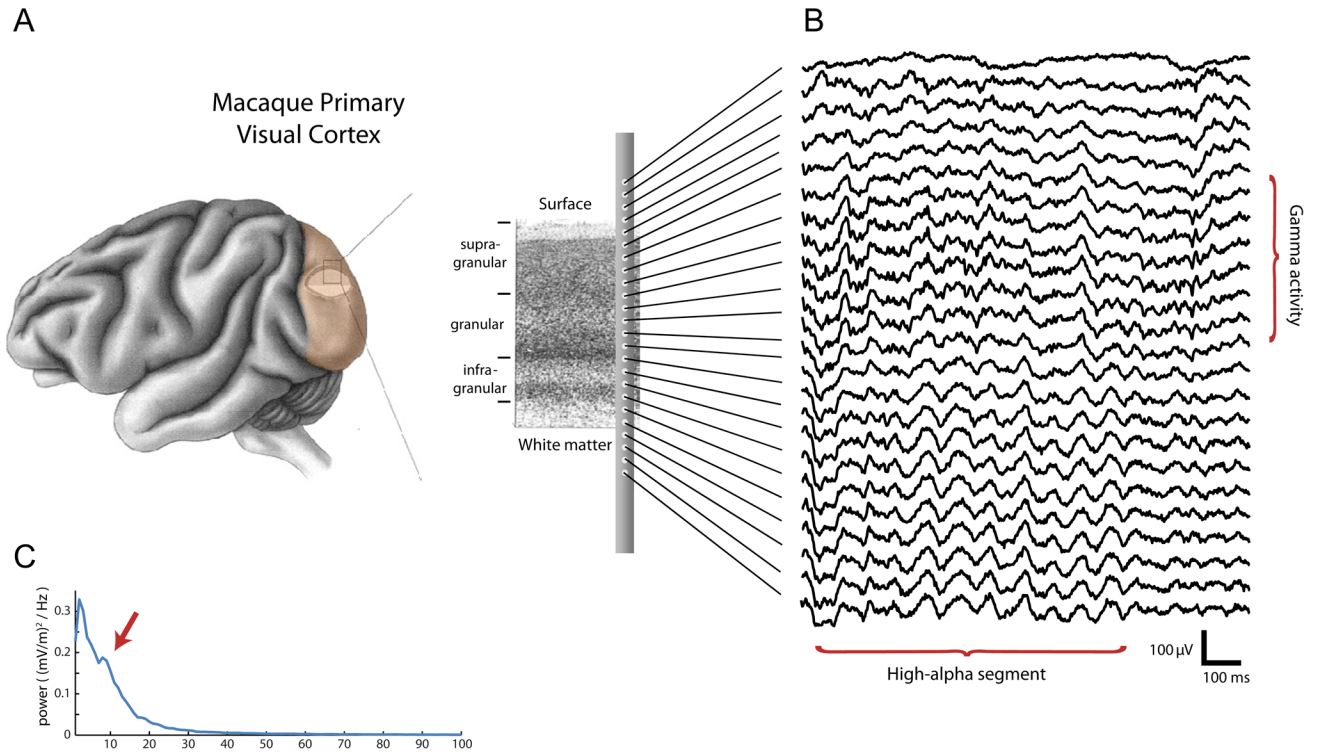 A
B
Macaque Primary
Visual Cortex
Surface
supra-
granular
granular
infra-
granular
White matter
Gamma activity
High-alpha segment
100 µV
100 ms
C
power ( (mV/m)² / Hz )
0.3
0.2
0.1
0
10 20 30 40 50 60 70 80 90 100